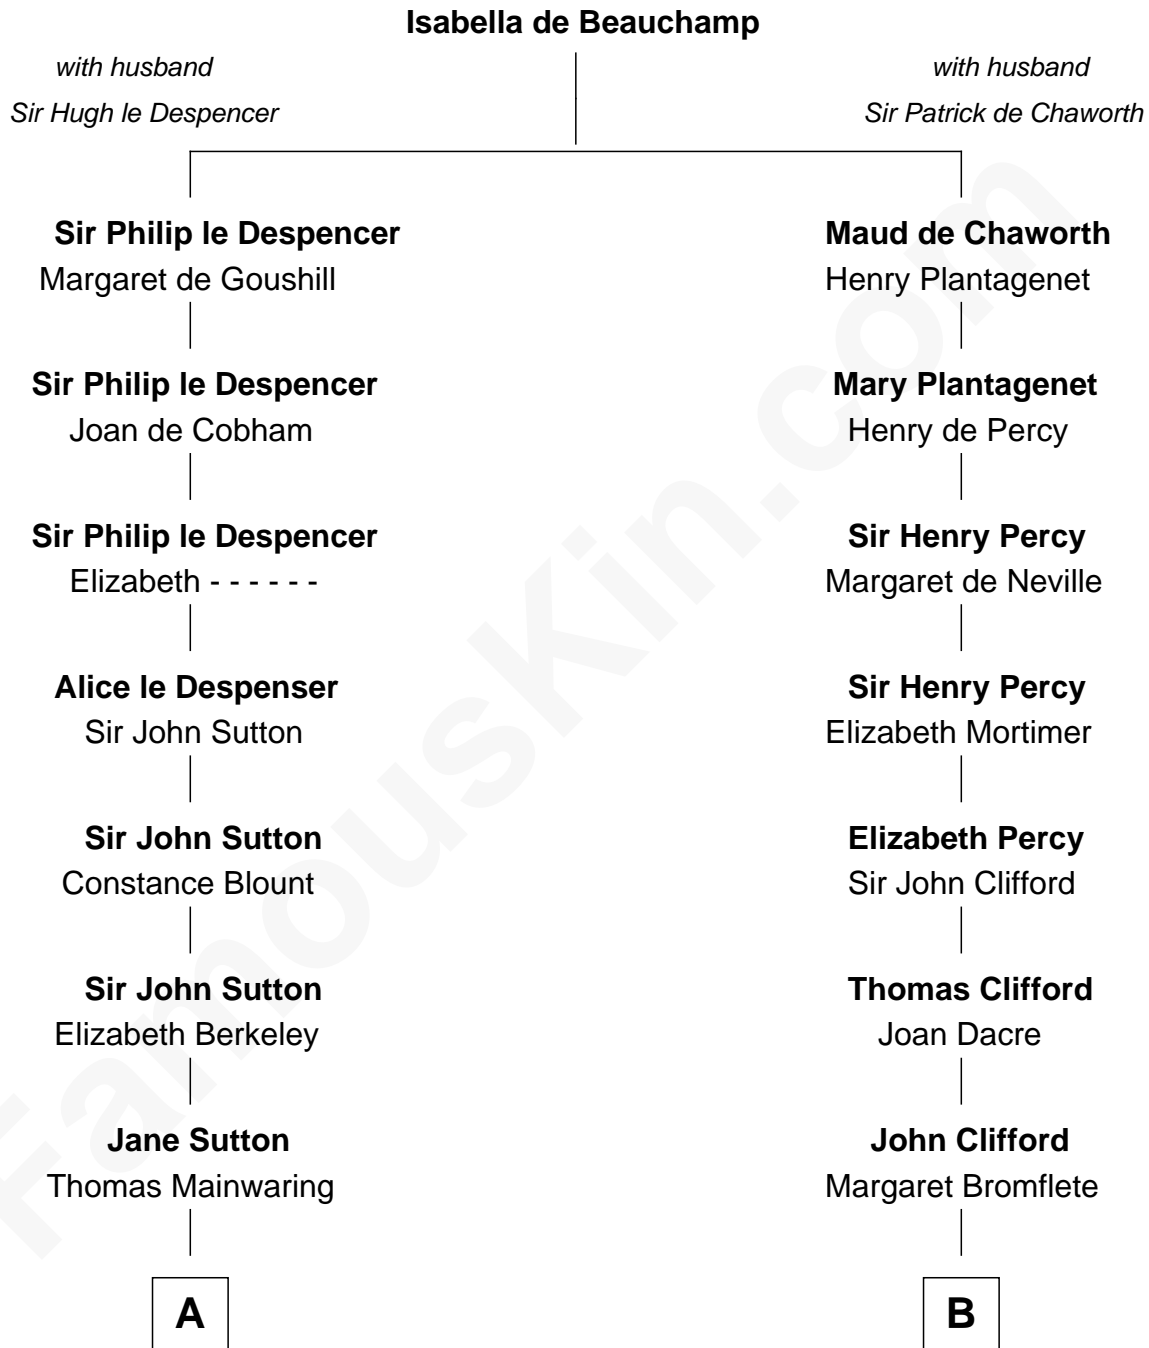 Isabella de Beauchamp
with husband
Sir Hugh le Despencer
with husband
Sir Patrick de Chaworth
Sir Philip le Despencer
Margaret de Goushill
Maud de Chaworth
Henry Plantagenet
Sir Philip le Despencer
Joan de Cobham
Mary Plantagenet
Henry de Percy
Sir Philip le Despencer
Elizabeth - - - - - -
Sir Henry Percy
Margaret de Neville
Alice le Despenser
Sir John Sutton
Sir Henry Percy
Elizabeth Mortimer
Sir John Sutton
Constance Blount
Elizabeth Percy
Sir John Clifford
Sir John Sutton
Elizabeth Berkeley
Thomas Clifford
Joan Dacre
Jane Sutton
Thomas Mainwaring
John Clifford
Margaret Bromflete
A
B
FamousKin.com